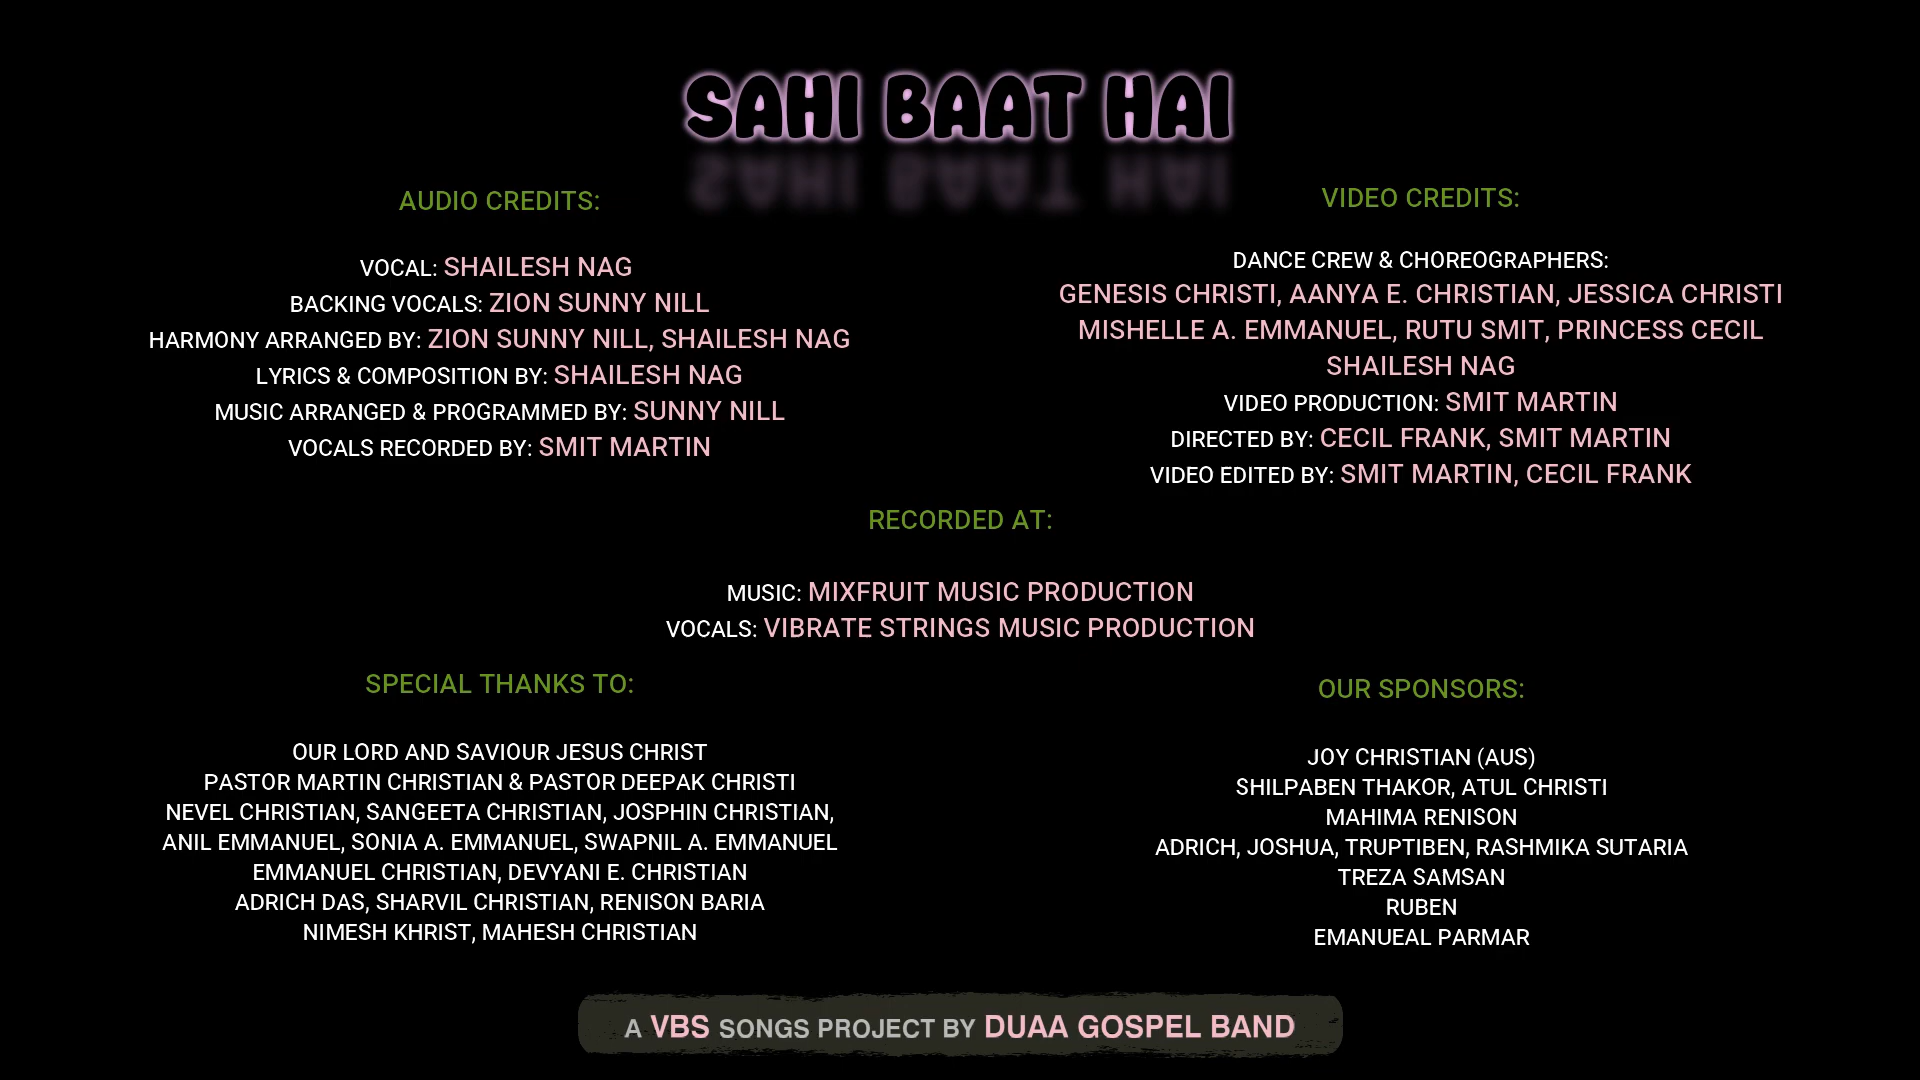 SAHI BAAT HAI
AUDIO CREDITS:
VOCAL: SHAILESH NAG
BACKING VOCALS: ZION SUNNY NILL
HARMONY ARRANGED BY: ZION SUNNY NILL, SHAILESH NAG
LYRICS & COMPOSITION BY: SHAILESH NAG
MUSIC ARRANGED & PROGRAMMED BY: SUNNY NILL
VOCALS RECORDED BY: SMIT MARTIN
VIDEO CREDITS:
DANCE CREW & CHOREOGRAPHERS:
GENESIS CHRISTI, AANYA E. CHRISTIAN, JESSICA CHRISTI
MISHELLE A. EMMANUEL, RUTU SMIT, PRINCESS CECIL
SHAILESH NAG
VIDEO PRODUCTION: SMIT MARTIN
DIRECTED BY: CECIL FRANK, SMIT MARTIN
VIDEO EDITED BY: SMIT MARTIN, CECIL FRANK
RECORDED AT:
MUSIC: MIXFRUIT MUSIC PRODUCTION
VOCALS: VIBRATE STRINGS MUSIC PRODUCTION
SPECIAL THANKS TO:
OUR LORD AND SAVIOUR JESUS CHRIST
PASTOR MARTIN CHRISTIAN & PASTOR DEEPAK CHRISTI
NEVEL CHRISTIAN, SANGEETA CHRISTIAN, JOSPHIN CHRISTIAN,
ANIL EMMANUEL, SONIA A. EMMANUEL, SWAPNIL A. EMMANUEL
EMMANUEL CHRISTIAN, DEVYANI E. CHRISTIAN
ADRICH DAS, SHARVIL CHRISTIAN, RENISON BARIA
NIMESH KHRIST, MAHESH CHRISTIAN
OUR SPONSORS:
JOY CHRISTIAN (AUS)
SHILPABEN THAKOR, ATUL CHRISTI
MAHIMA RENISON
ADRICH, JOSHUA, TRUPTIBEN, RASHMIKA SUTARIA
TREZA SAMSAN
RUBEN
EMANUEAL PARMAR
A VBS SONGS PROJECT BY DUAA GOSPEL BAND